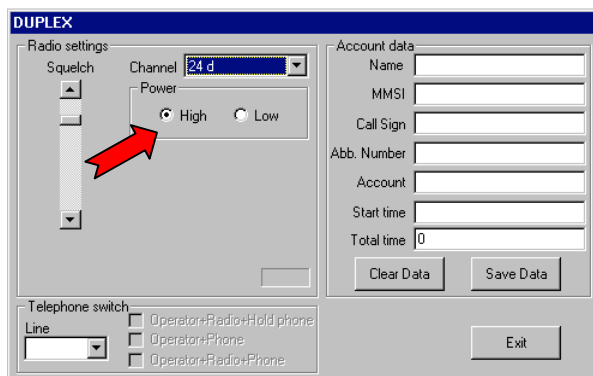 DUPLEX
Radio settings
Squelch
Channel 24 d
Power
High Low
Account data
Name
MMSI
Call Sign
Abb. Number
Account
Start time
Total time 0
Clear Data Save Data
Telephone switch
Line
Operator+Radio+Hold phone
Operator+Phone
Operator+Radio+Phone
Exit